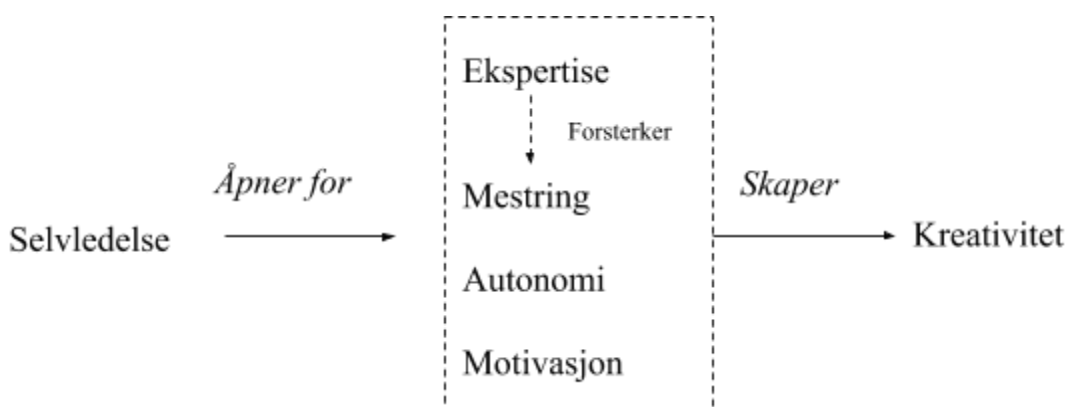 Ekspertise
Forsterker
Åpner for
Mestring
Skaper
Selvledelse
Kreativitet
Autonomi
Motivasjon